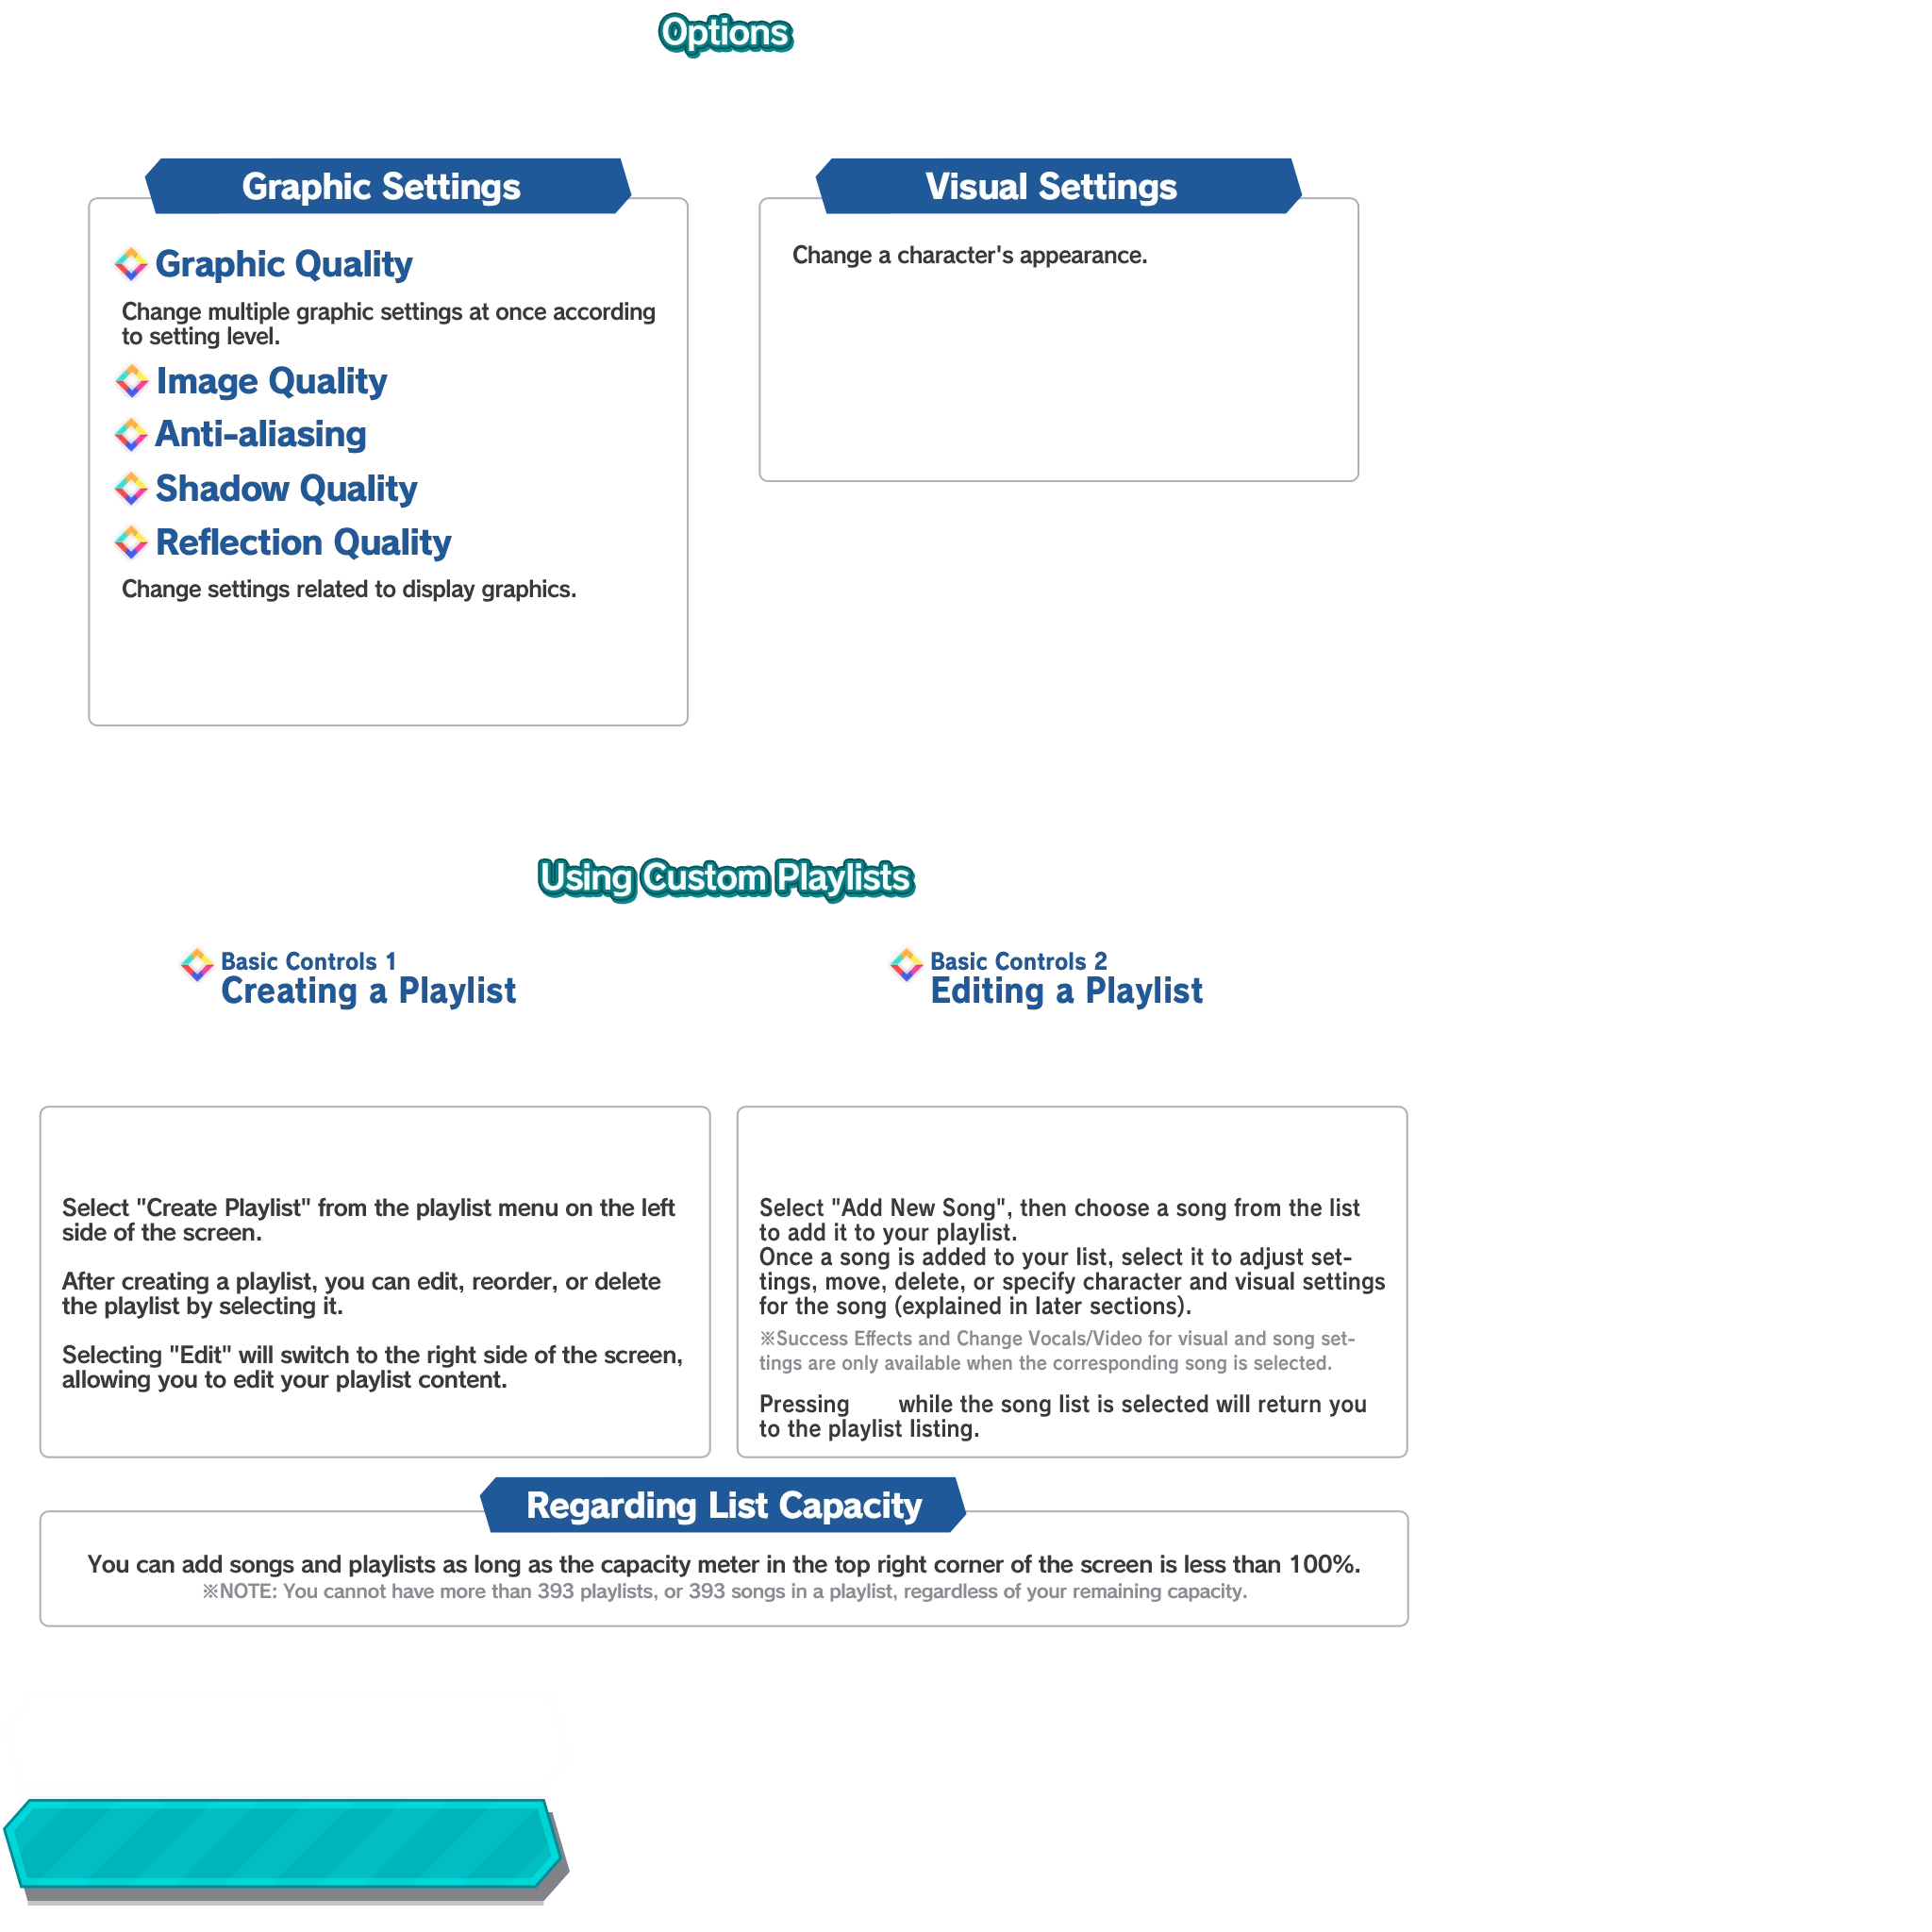 Options
Graphic Settings
Graphic Quality
Change multiple graphic settings at once according
to setting level.
Image Quality
Anti-aliasing
Shadow Quality
Reflection Quality
Change settings related to display graphics.
Visual Settings
Change a character's appearance.
Using Custom Playlists
Basic Controls 1
Creating a Playlist
Select "Create Playlist" from the playlist menu on the left
side of the screen.
After creating a playlist, you can edit, reorder, or delete
the playlist by selecting it.
Selecting "Edit" will switch to the right side of the screen,
allowing you to edit your playlist content.
Basic Controls 2
Editing a Playlist
Select "Add New Song", then choose a song from the list
to add it to your playlist.
Once a song is added to your list, select it to adjust set-
tings, move, delete, or specify character and visual settings
for the song (explained in later sections).
※Success Effects and Change Vocals/Video for visual and song set-
tings are only available when the corresponding song is selected.
Pressing while the song list is selected will return you
to the playlist listing.
Regarding List Capacity
You can add songs and playlists as long as the capacity meter in the top right corner of the screen is less than 100%.
※NOTE: You cannot have more than 393 playlists, or 393 songs in a playlist, regardless of your remaining capacity.